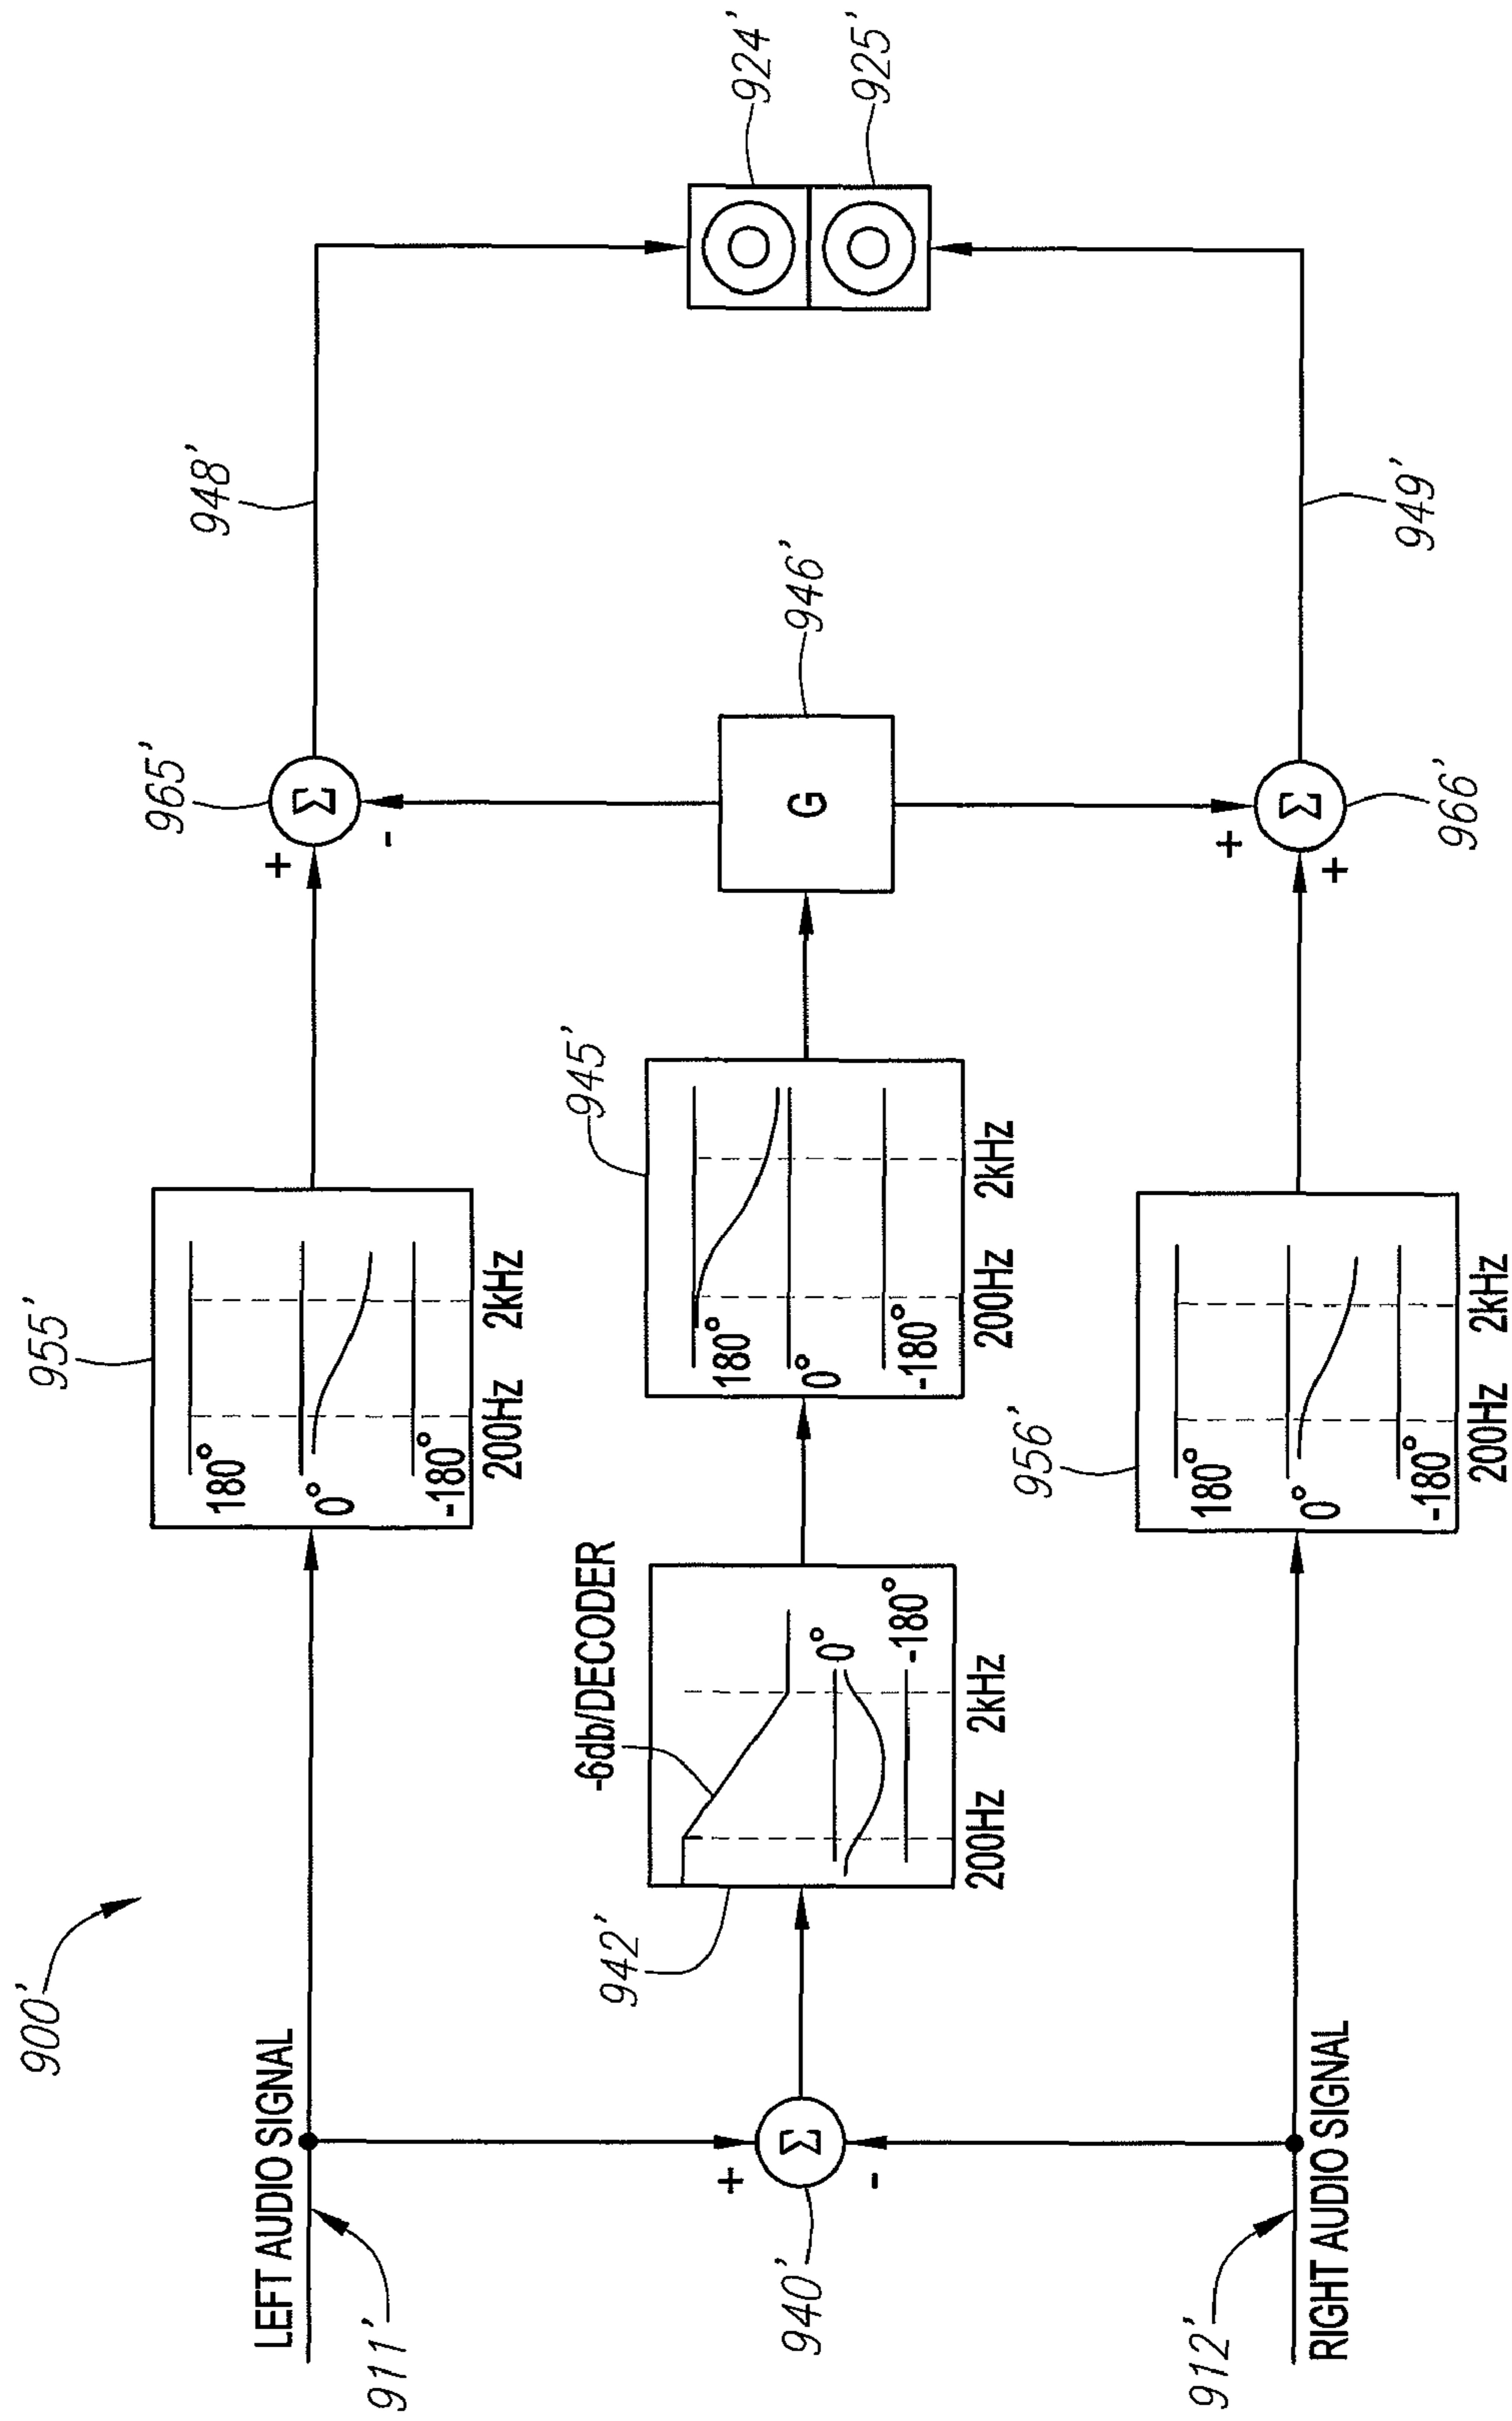 900'
LEFT AUDIO SIGNAL
911'
955'
180°
0°
-180°
200Hz 2kHz
965'
+
-
Σ
948'
940'
+
-
Σ
942'
-6db/DECODER
0°
-180°
200Hz 2kHz
945'
180°
0°
-180°
200Hz 2kHz
946'
G
924'
925'
912'
RIGHT AUDIO SIGNAL
956'
180°
0°
-180°
200Hz 2kHz
+
+
Σ
966'
949'